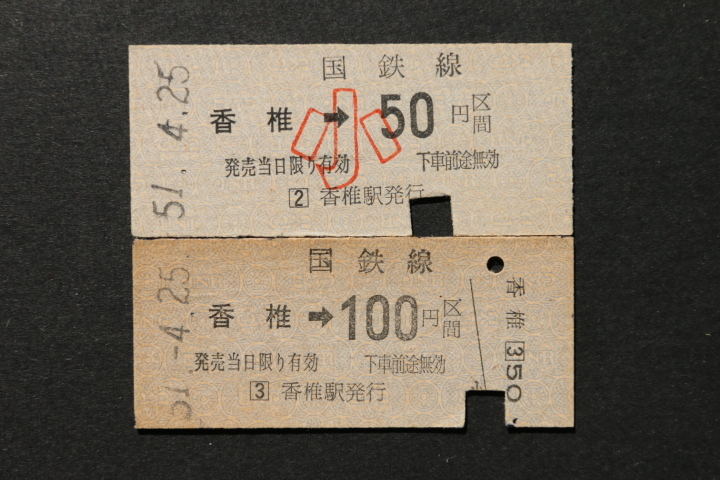 51.4.25
国鉄線
香椎 ➡ 50円区間
小
発売当日限り有効 下車前途無効
2 香椎駅発行
51-4.25
国鉄線
香椎 ➡ 100円区間
発売当日限り有効 下車前途無効
3 香椎駅発行
香椎 3 50
小